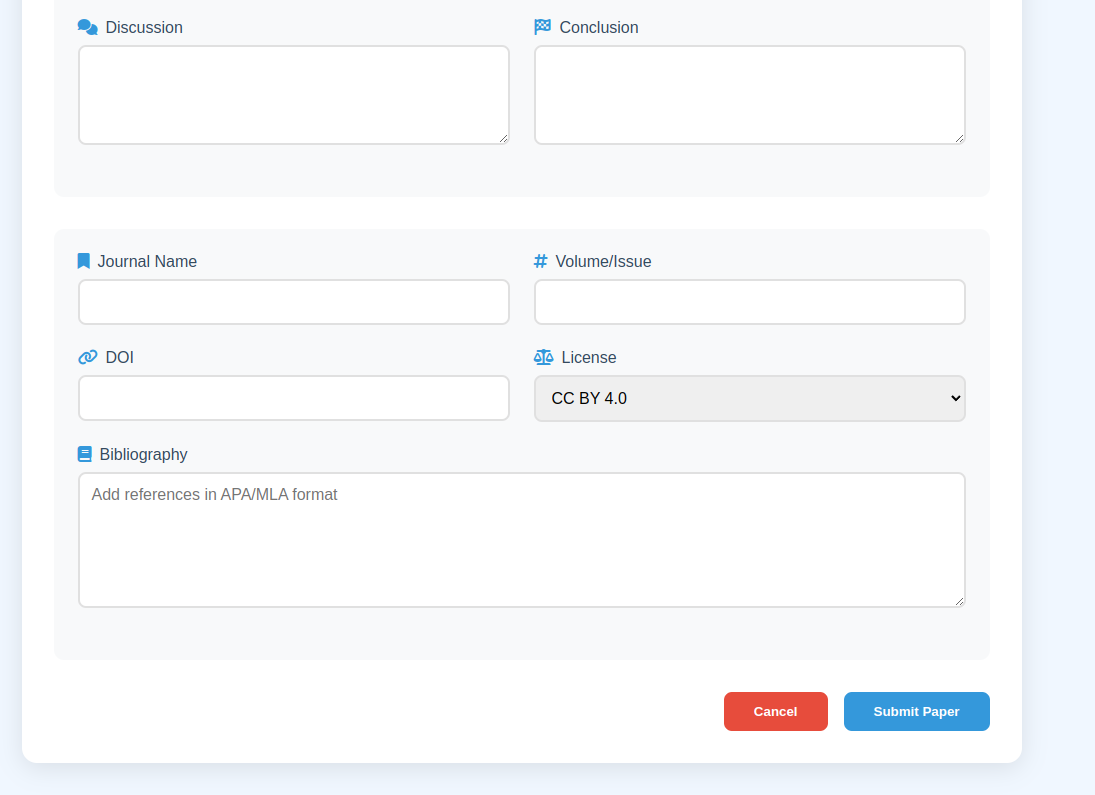 Discussion
Conclusion
Journal Name
Volume/Issue
DOI
License
CC BY 4.0
Bibliography
Add references in APA/MLA format
Cancel
Submit Paper